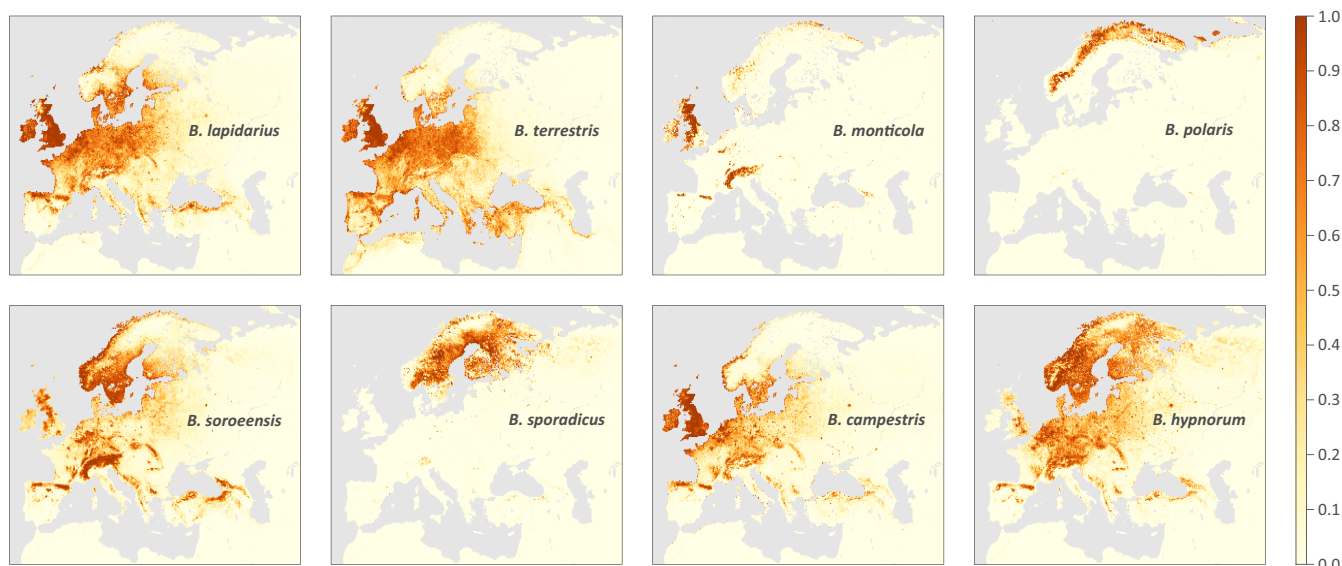 B. lapidarius
B. terrestris
B. monticola
B. polaris
B. soroeensis
B. sporadicus
B. campestris
B. hypnorum
1.0
0.9
0.8
0.7
0.6
0.5
0.4
0.3
0.2
0.1
0.0